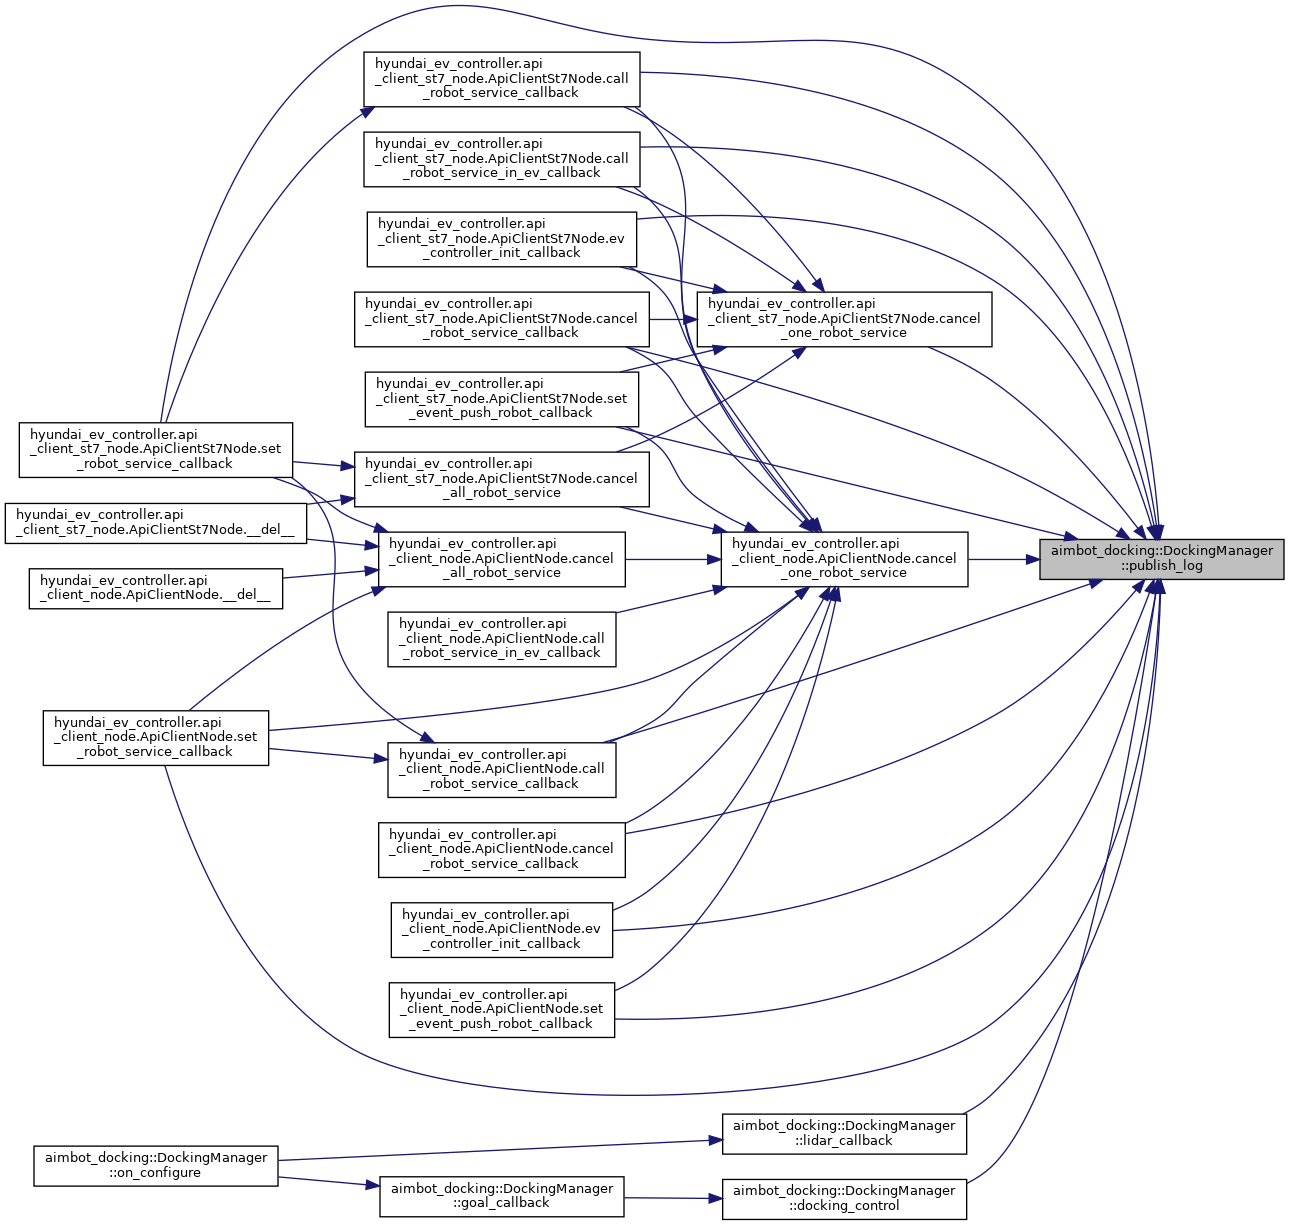 hyundai_ev_controller.api
_client_st7_node.ApiClientSt7Node.call
_robot_service_callback
hyundai_ev_controller.api
_client_st7_node.ApiClientSt7Node.call
_robot_service_in_ev_callback
hyundai_ev_controller.api
_client_st7_node.ApiClientSt7Node.ev
_controller_init_callback
hyundai_ev_controller.api
_client_st7_node.ApiClientSt7Node.cancel
_robot_service_callback
hyundai_ev_controller.api
_client_st7_node.ApiClientSt7Node.cancel
_one_robot_service
hyundai_ev_controller.api
_client_st7_node.ApiClientSt7Node.set
_event_push_robot_callback
hyundai_ev_controller.api
_client_st7_node.ApiClientSt7Node.set
_robot_service_callback
hyundai_ev_controller.api
_client_st7_node.ApiClientSt7Node.cancel
_all_robot_service
hyundai_ev_controller.api
_client_st7_node.ApiClientSt7Node.__del__
hyundai_ev_controller.api
_client_node.ApiClientNode.cancel
_all_robot_service
hyundai_ev_controller.api
_client_node.ApiClientNode.cancel
_one_robot_service
aimbot_docking::DockingManager
::publish_log
hyundai_ev_controller.api
_client_node.ApiClientNode.__del__
hyundai_ev_controller.api
_client_node.ApiClientNode.call
_robot_service_in_ev_callback
hyundai_ev_controller.api
_client_node.ApiClientNode.set
_robot_service_callback
hyundai_ev_controller.api
_client_node.ApiClientNode.call
_robot_service_callback
hyundai_ev_controller.api
_client_node.ApiClientNode.cancel
_robot_service_callback
hyundai_ev_controller.api
_client_node.ApiClientNode.ev
_controller_init_callback
hyundai_ev_controller.api
_client_node.ApiClientNode.set
_event_push_robot_callback
aimbot_docking::DockingManager
::lidar_callback
aimbot_docking::DockingManager
::on_configure
aimbot_docking::DockingManager
::goal_callback
aimbot_docking::DockingManager
::docking_control